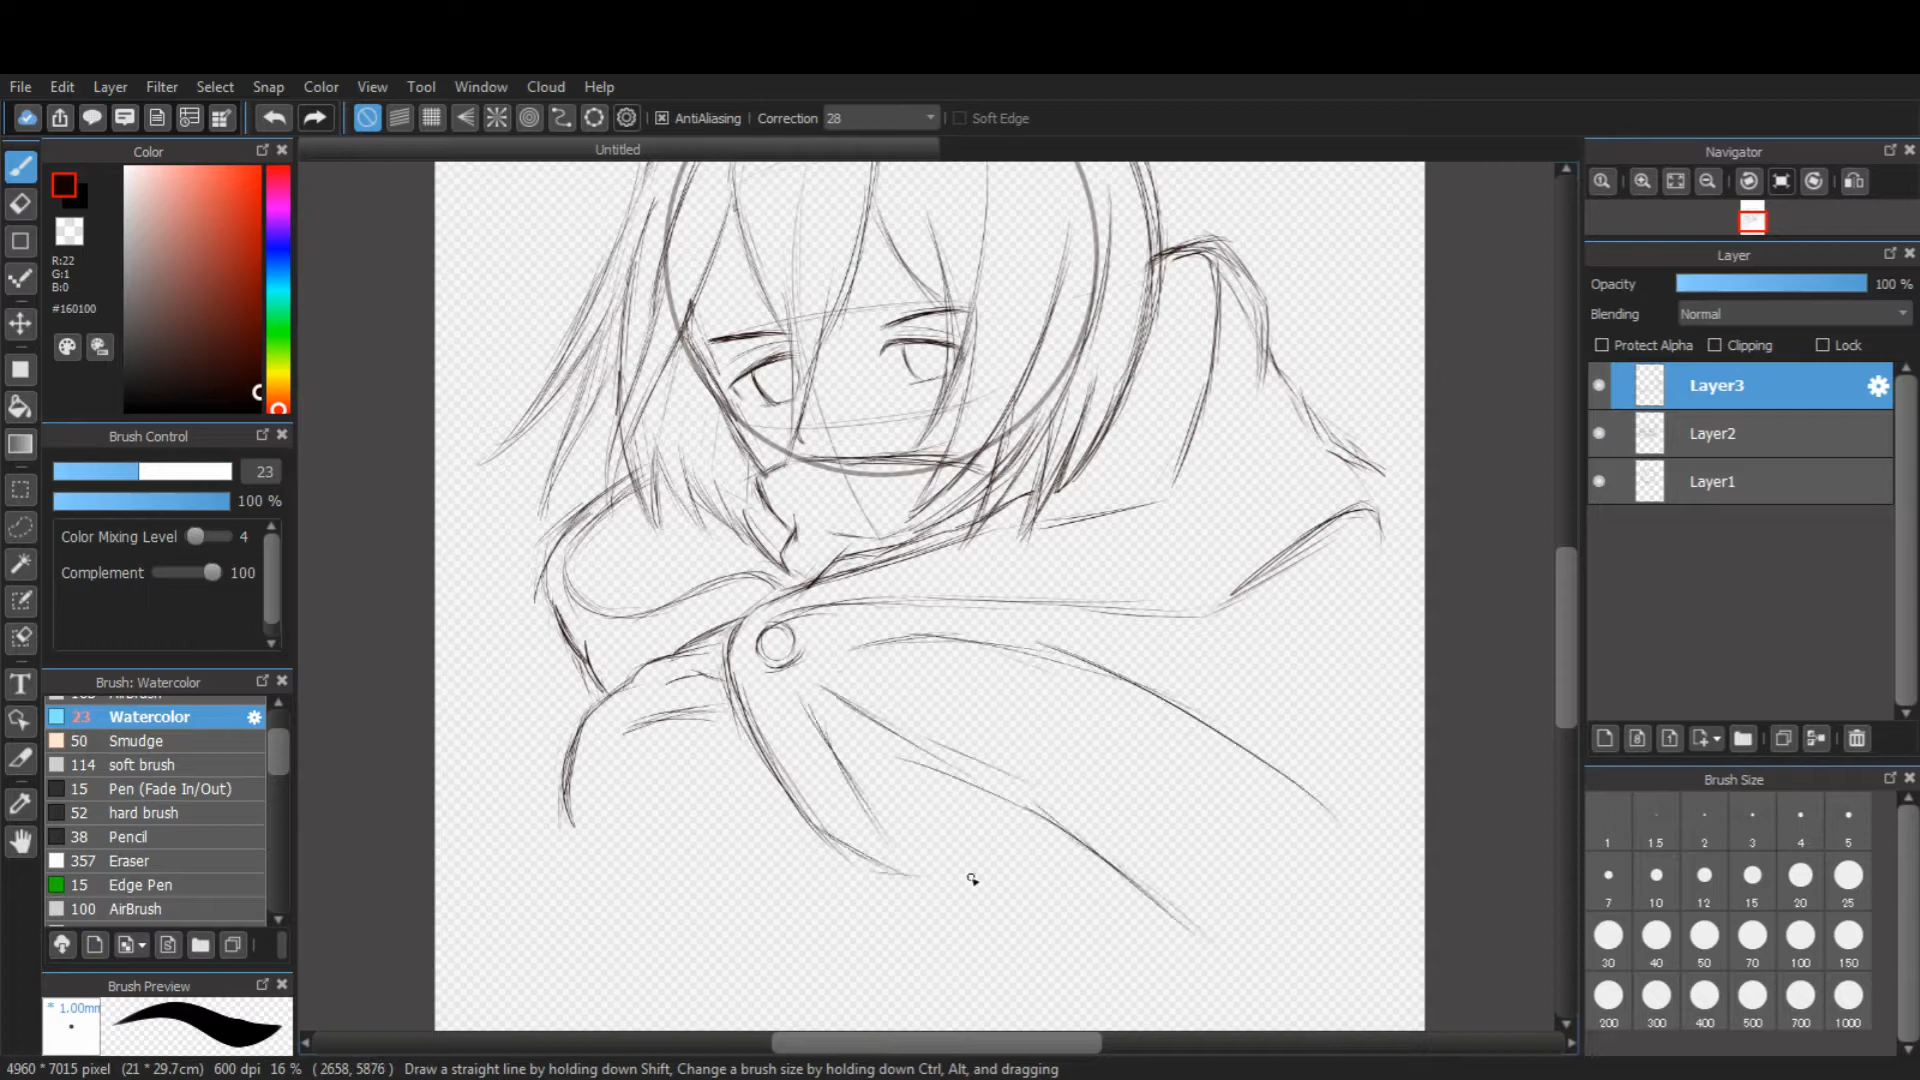 File Edit Layer Filter Select Snap Color View Tool Window Cloud Help
AntiAliasing Correction 28 Soft Edge
Untitled
Color
R:22
G:1
B:0
#160100
Brush Control
23
100 %
Color Mixing Level 4
Complement 100
Brush: Watercolor
23 Watercolor
50 Smudge
114 soft brush
15 Pen (Fade In/Out)
52 hard brush
38 Pencil
357 Eraser
15 Edge Pen
100 AirBrush
Brush Preview
* 1.00mm
Navigator
Layer
Opacity 100 %
Blending Normal
Protect Alpha Clipping Lock
Layer3
Layer2
Layer1
Brush Size
1 1.5 2 3 4 5
7 10 12 15 20 25
30 40 50 70 100 150
200 300 400 500 700 1000
4960 * 7015 pixel (21 * 29.7cm) 600 dpi 16 % ( 2658, 5876 ) Draw a straight line by holding down Shift, Change a brush size by holding down Ctrl, Alt, and dragging